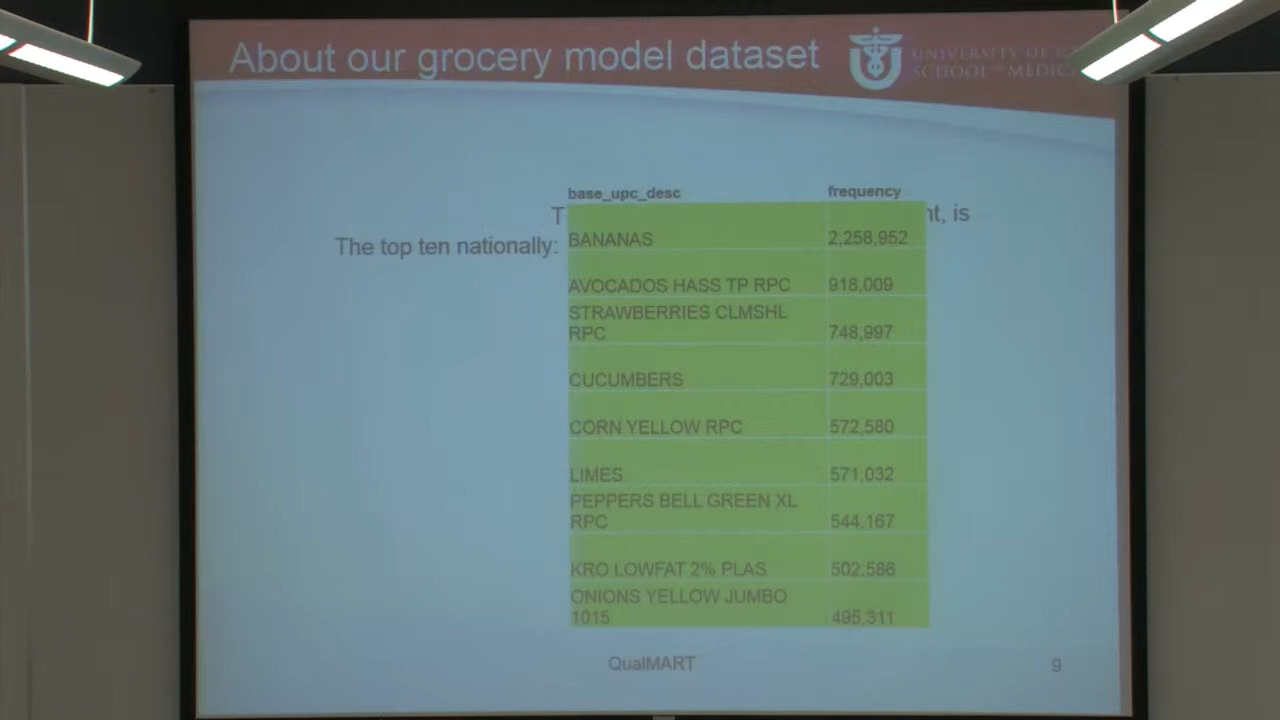 About our grocery model dataset
UNIVERSITY OF
SCHOOL OF MEDICI
base_upc_desc frequency
T nt, is
The top ten nationally:
BANANAS 2,258,952
AVOCADOS HASS TP RPC 918,009
STRAWBERRIES CLMSHL
RPC 748,997
CUCUMBERS 729,003
CORN YELLOW RPC 572,580
LIMES 571,032
PEPPERS BELL GREEN XL
RPC 544,167
KRO LOWFAT 2% PLAS 502,586
ONIONS YELLOW JUMBO
1015 495,311
QualMART 9